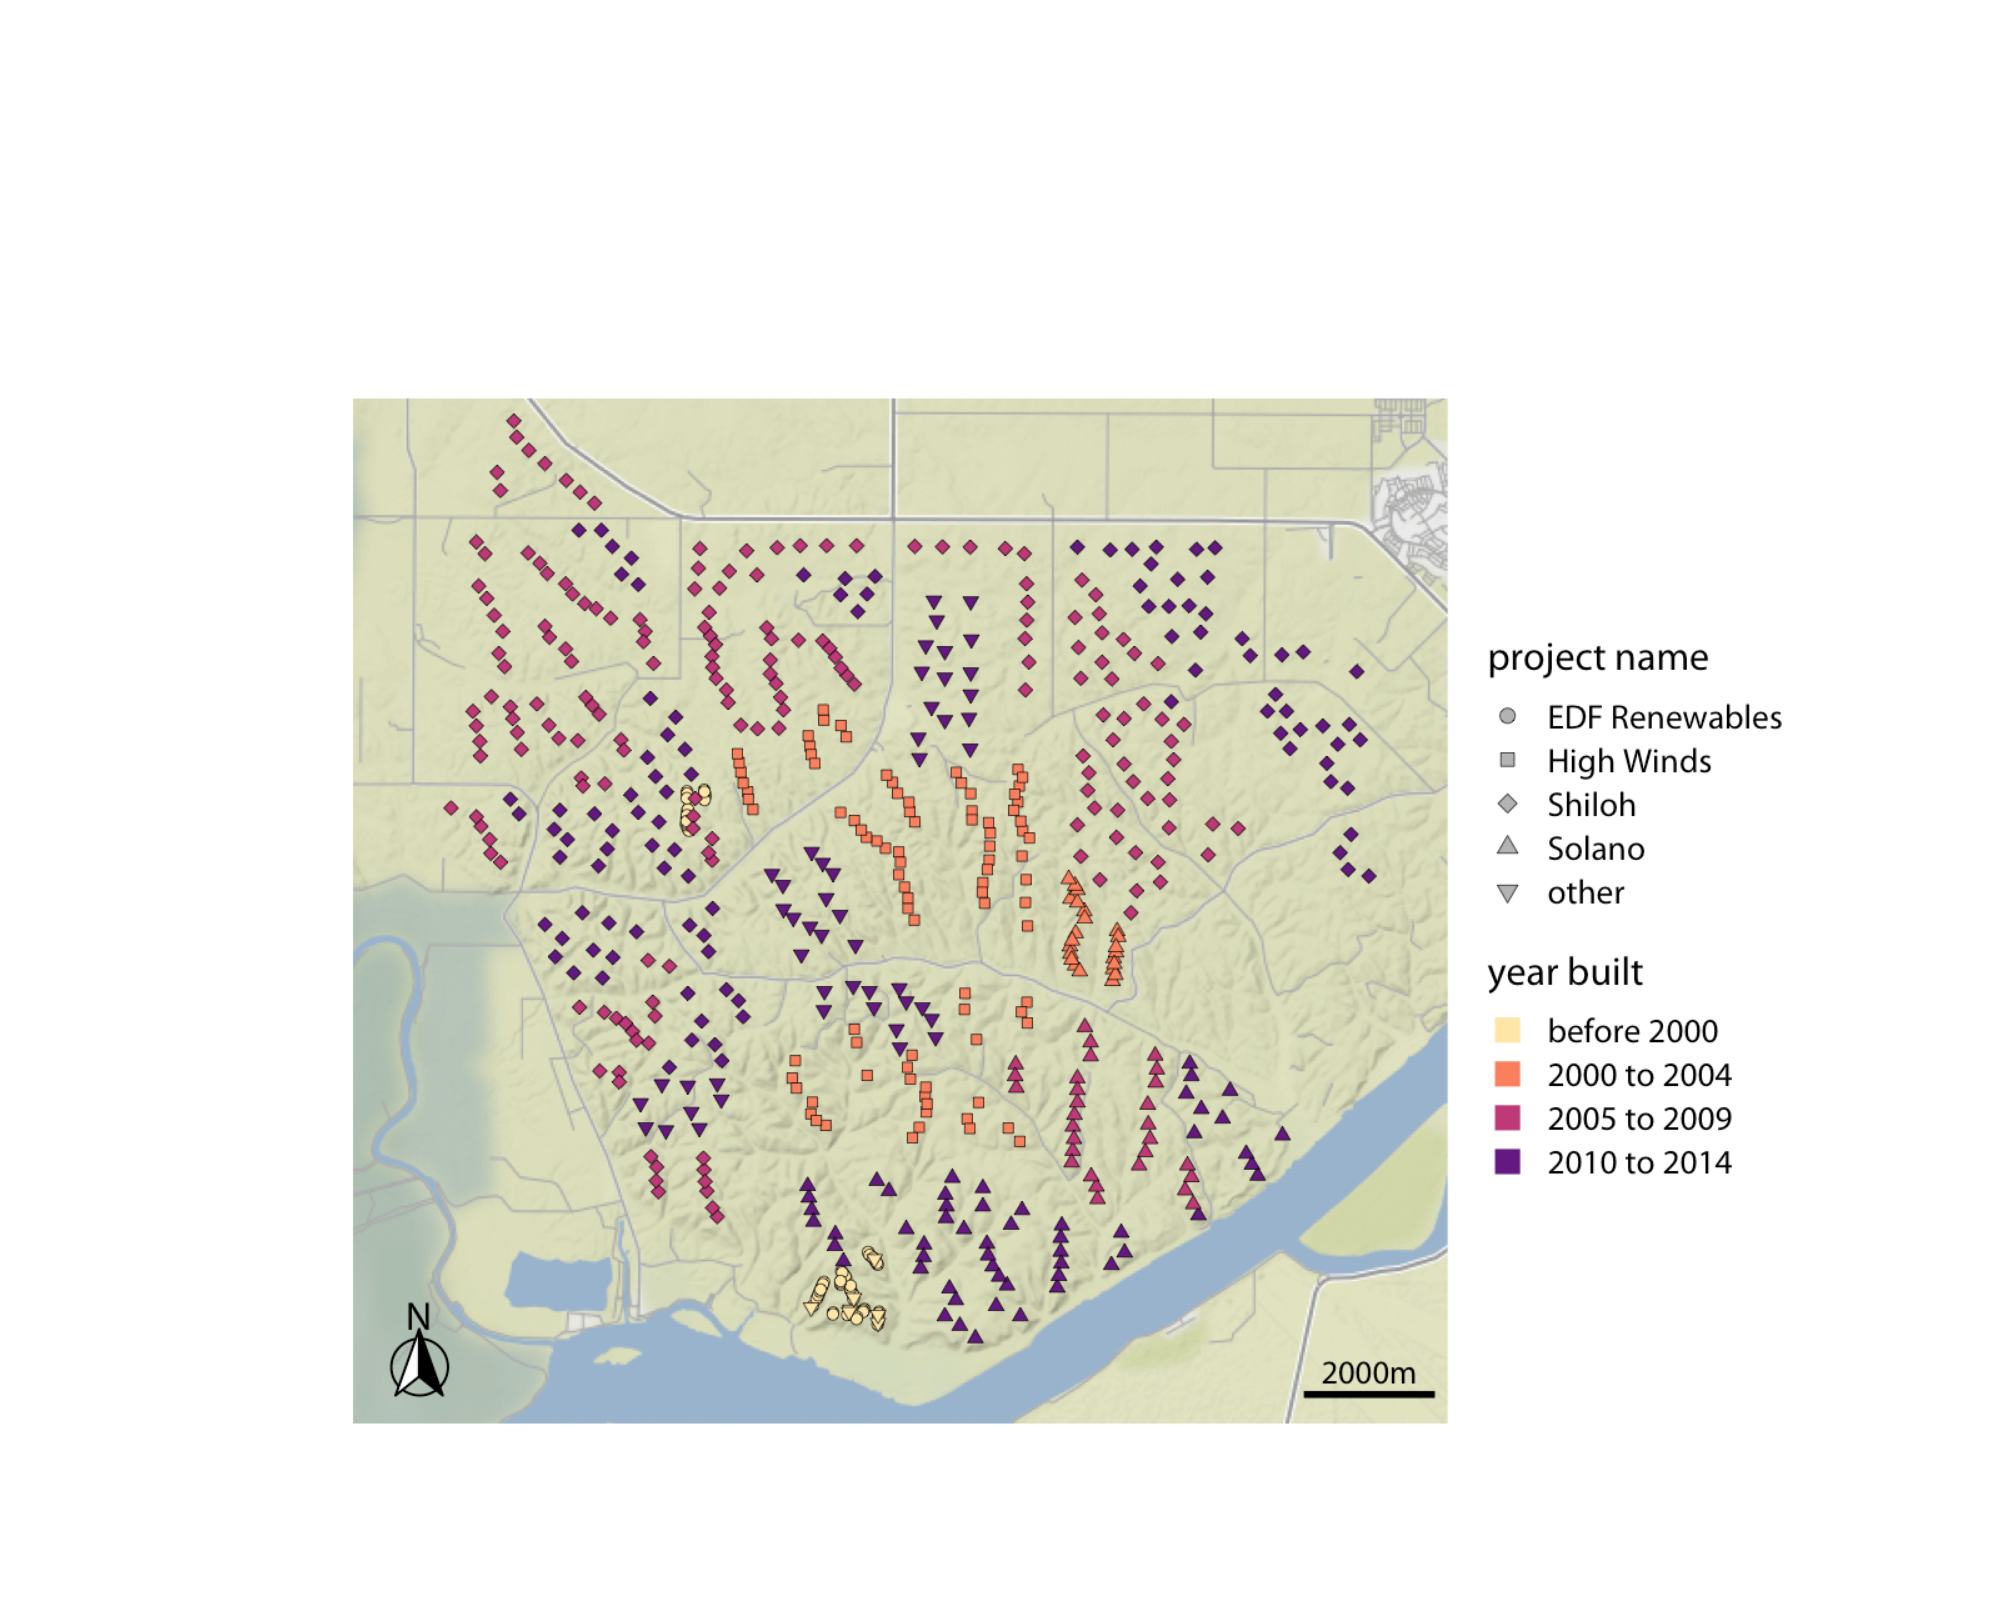 project name
EDF Renewables
High Winds
Shiloh
Solano
other
year built
before 2000
2000 to 2004
2005 to 2009
2010 to 2014
N
2000m